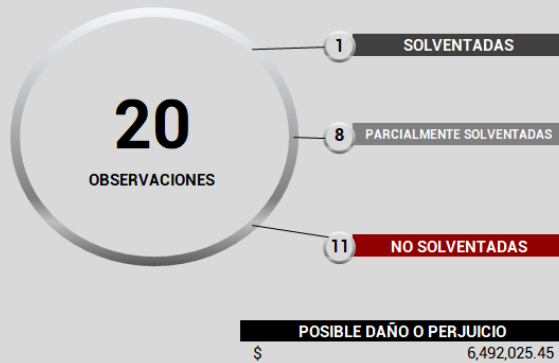 20
OBSERVACIONES
1 SOLVENTADAS
8 PARCIALMENTE SOLVENTADAS
11 NO SOLVENTADAS
POSIBLE DAÑO O PERJUICIO
$ 6,492,025.45